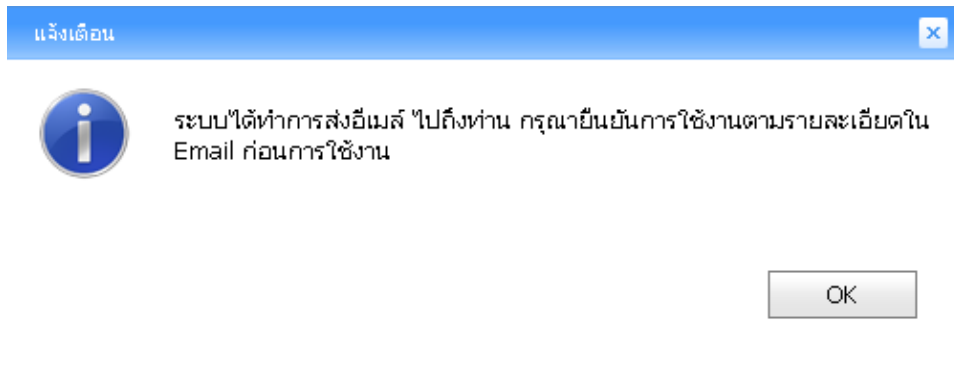 แจ้งเตือน
ระบบได้ทำการส่งอีเมล์ ไปถึงท่าน กรุณายืนยันการใช้งานตามรายละเอียดใน
Email ก่อนการใช้งาน
OK